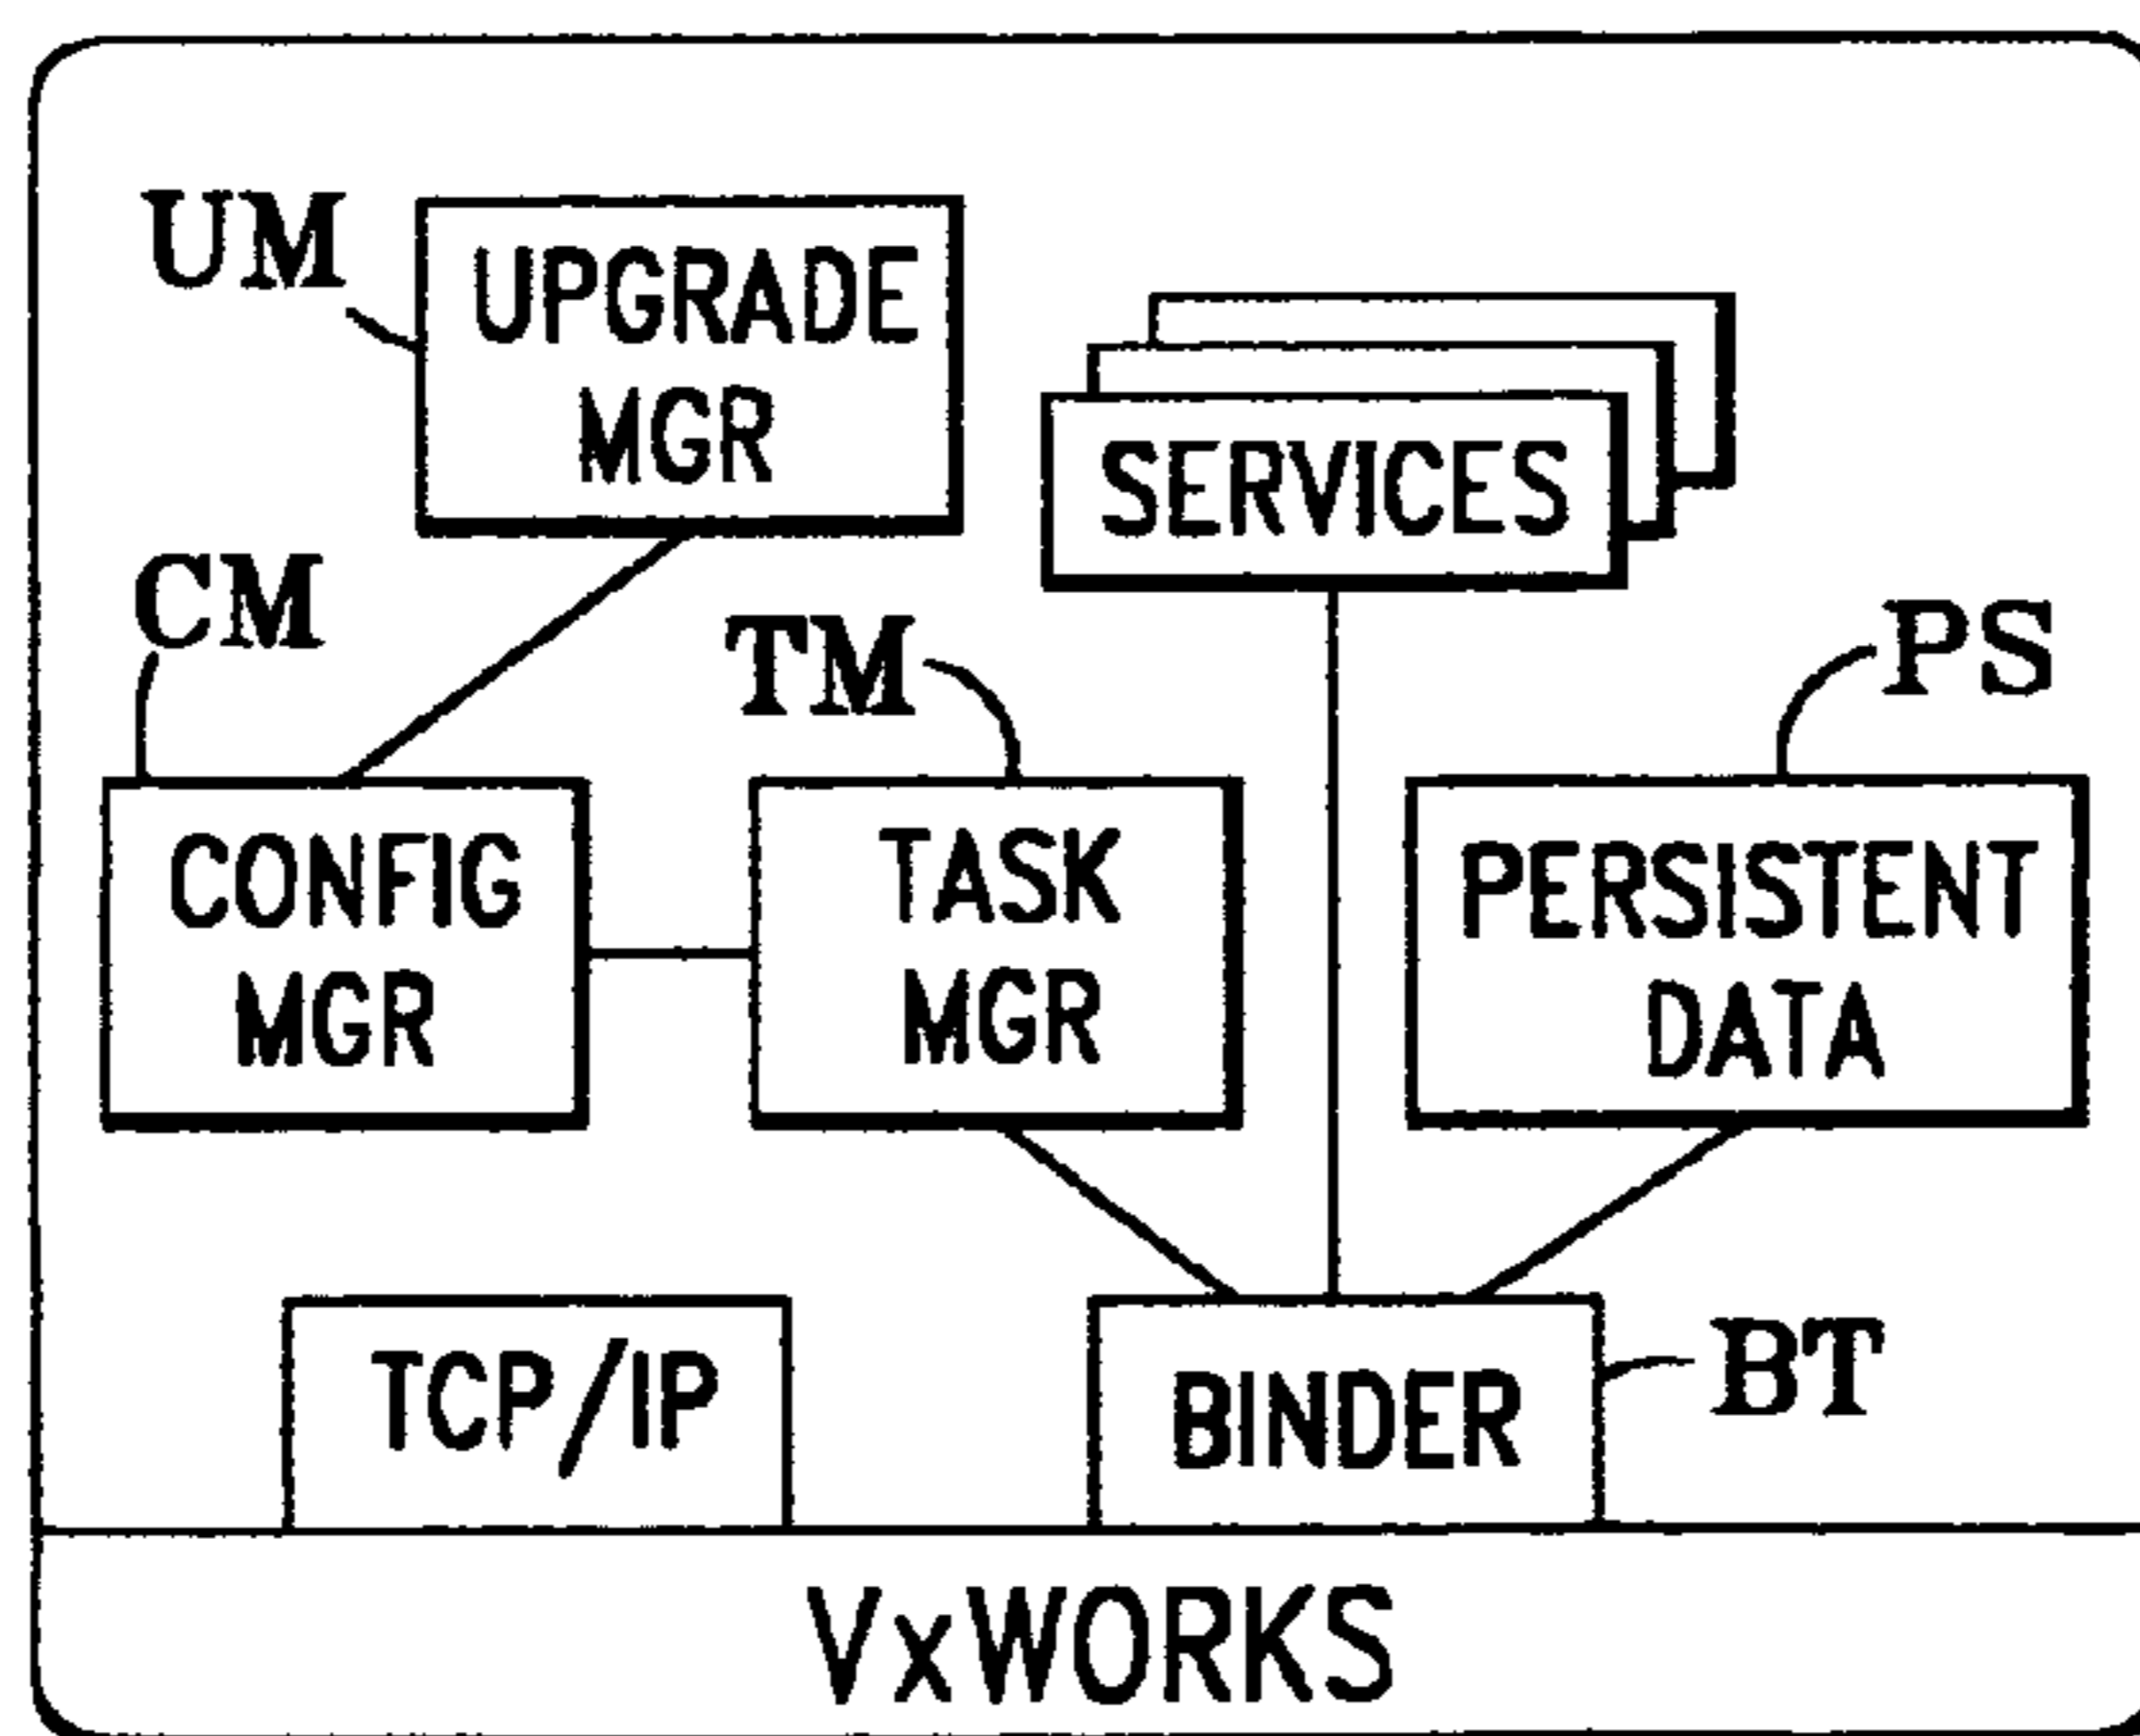 UM
UPGRADE
MGR
SERVICES
CM
TM
PS
CONFIG
MGR
TASK
MGR
PERSISTENT
DATA
TCP/IP
BINDER
BT
VxWORKS